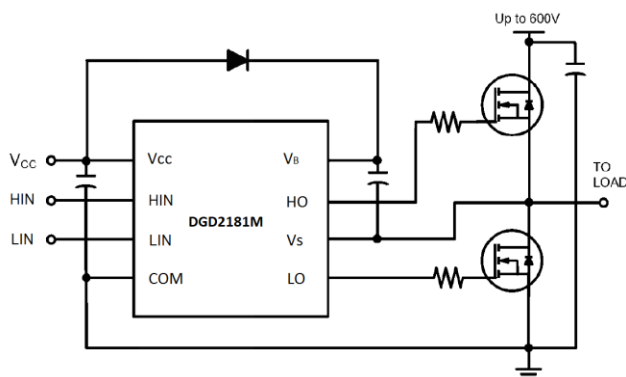 Up to 600V
VCC
Vcc
VB
HIN
HIN
HO
TO
LOAD
DGD2181M
LIN
LIN
Vs
COM
LO